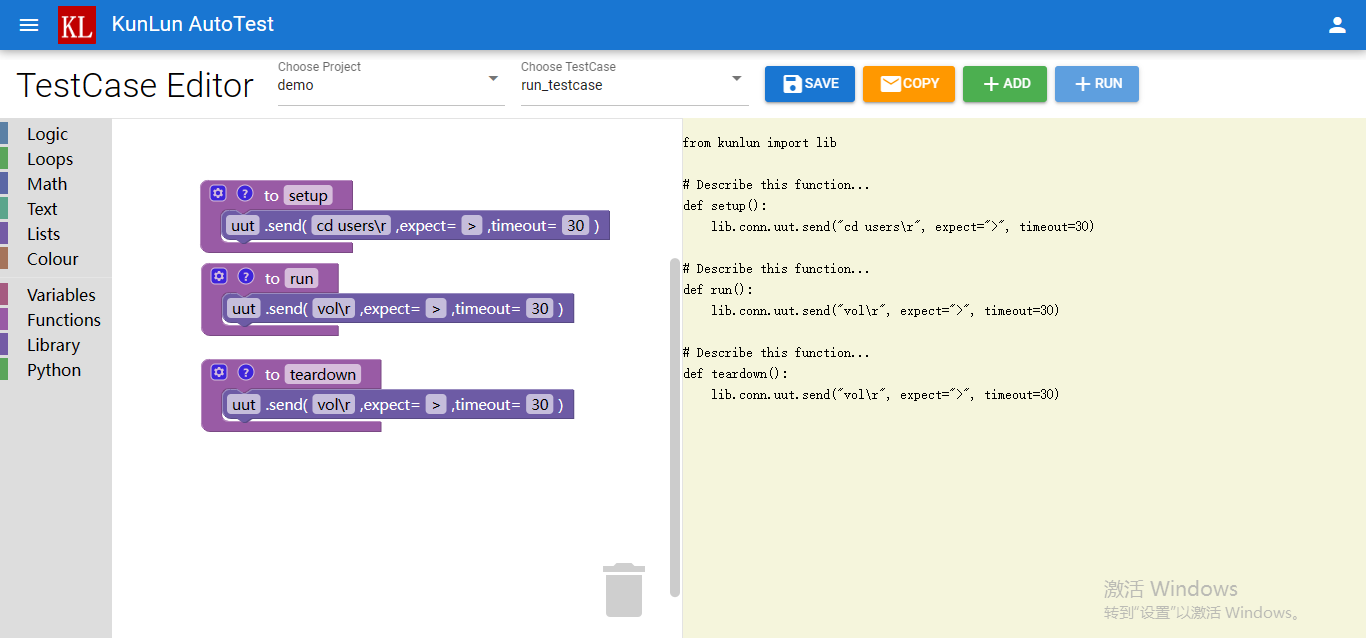 KL KunLun AutoTest
TestCase Editor
Choose Project
demo
Choose TestCase
run_testcase
SAVE
COPY
ADD
RUN
Logic
Loops
Math
Text
Lists
Colour
Variables
Functions
Library
Python
? to setup
uut .send( cd users\r ,expect= > ,timeout= 30 )
? to run
uut .send( vol\r ,expect= > ,timeout= 30 )
? to teardown
uut .send( vol\r ,expect= > ,timeout= 30 )
from kunlun import lib
# Describe this function...
def setup():
lib.conn.uut.send("cd users\r", expect=">", timeout=30)
# Describe this function...
def run():
lib.conn.uut.send("vol\r", expect=">", timeout=30)
# Describe this function...
def teardown():
lib.conn.uut.send("vol\r", expect=">", timeout=30)
激活 Windows
转到"设置"以激活 Windows。